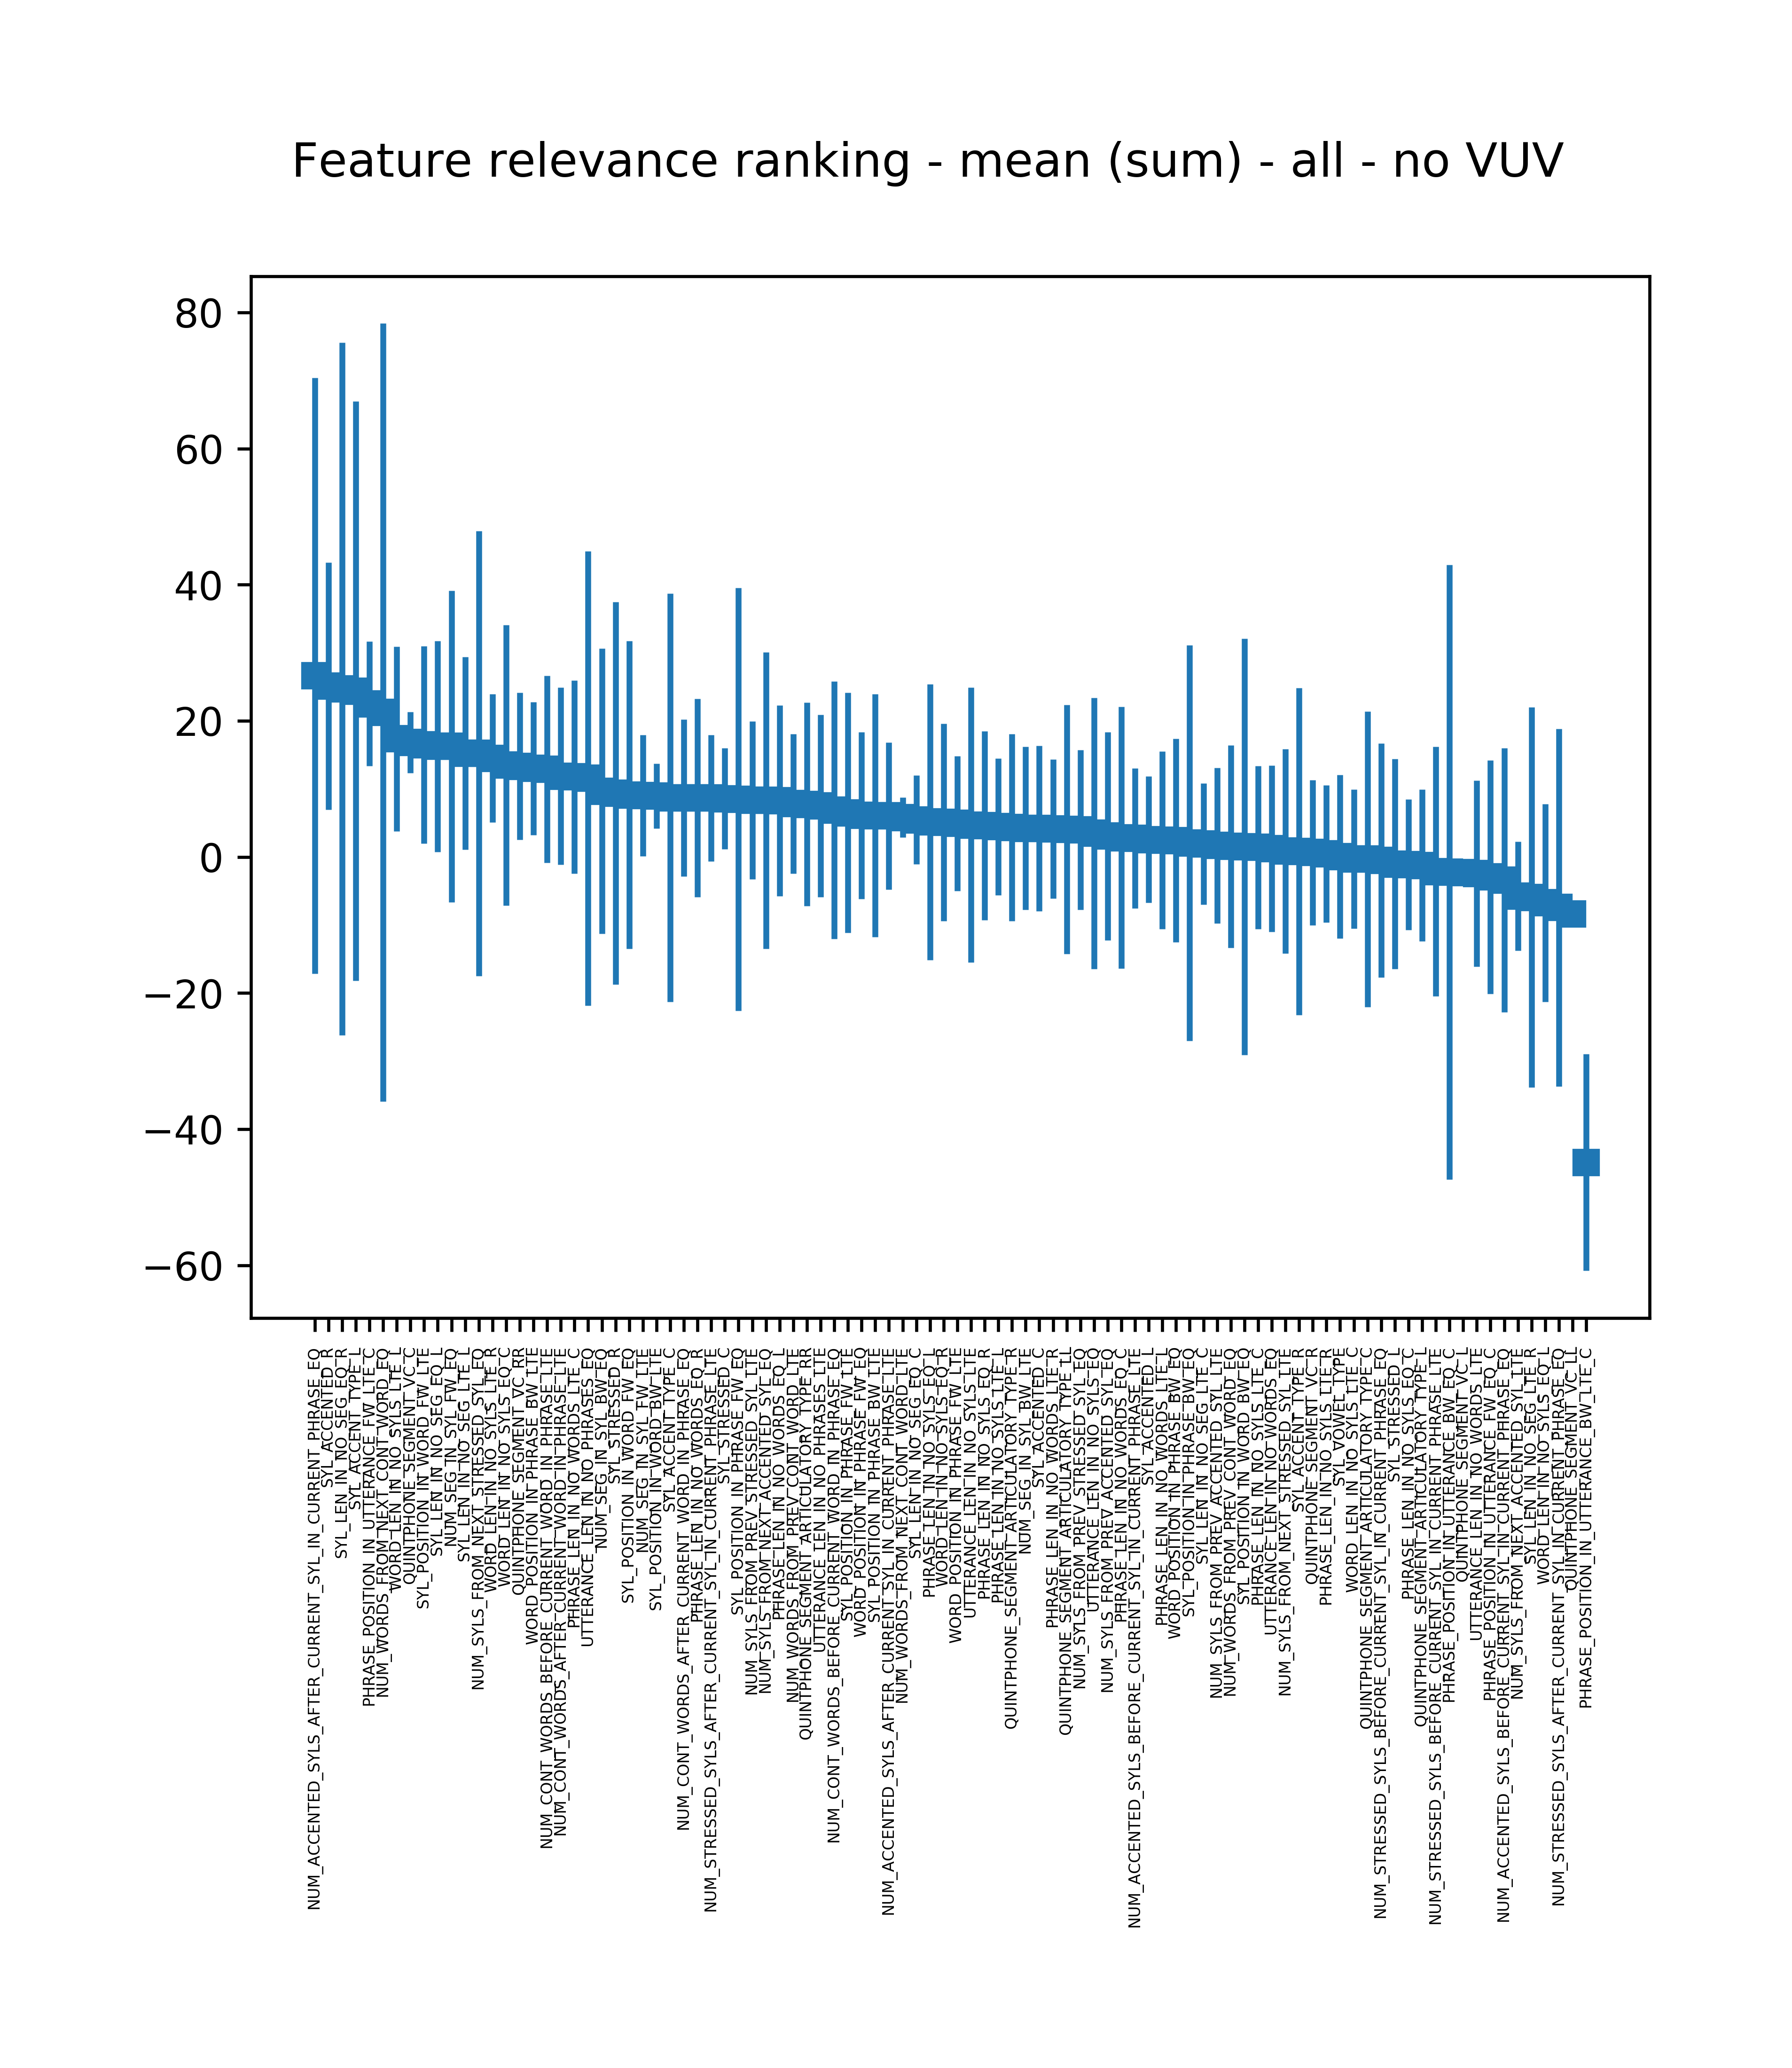 Feature relevance ranking - mean (sum) - all - no VUV
80
60
40
20
0
−20
−40
−60
NUM_ACCENTED_SYLS_AFTER_CURRENT_SYL_IN_CURRENT_PHRASE_EQ
SYL_ACCENTED_R
SYL_LEN_IN_NO_SEG_EQ_R
SYL_ACCENT_TYPE_L
PHRASE_POSITION_IN_UTTERANCE_FW_LTE_C
NUM_WORDS_FROM_NEXT_CONT_WORD_EQ
WORD_LEN_IN_NO_SYLS_LTE_L
QUINTPHONE_SEGMENT_VC_C
SYL_POSITION_IN_WORD_FW_LTE
SYL_LEN_IN_NO_SEG_EQ_L
NUM_SEG_IN_SYL_FW_EQ
SYL_LEN_IN_NO_SEG_LTE_L
NUM_SYLS_FROM_NEXT_STRESSED_SYL_EQ
WORD_LEN_IN_NO_SYLS_LTE_R
WORD_LEN_IN_NO_SYLS_EQ_C
QUINTPHONE_SEGMENT_VC_RR
WORD_POSITION_IN_PHRASE_BW_LTE
NUM_CONT_WORDS_BEFORE_CURRENT_WORD_IN_PHRASE_LTE
NUM_CONT_WORDS_AFTER_CURRENT_WORD_IN_PHRASE_LTE
PHRASE_LEN_IN_NO_WORDS_LTE_C
UTTERANCE_LEN_IN_NO_PHRASES_EQ
NUM_SEG_IN_SYL_BW_EQ
SYL_STRESSED_R
SYL_POSITION_IN_WORD_FW_EQ
NUM_SEG_IN_SYL_FW_LTE
SYL_POSITION_IN_WORD_BW_LTE
SYL_ACCENT_TYPE_C
NUM_CONT_WORDS_AFTER_CURRENT_WORD_IN_PHRASE_EQ
PHRASE_LEN_IN_NO_WORDS_EQ_R
NUM_STRESSED_SYLS_AFTER_CURRENT_SYL_IN_CURRENT_PHRASE_LTE
SYL_STRESSED_C
SYL_POSITION_IN_PHRASE_FW_EQ
NUM_SYLS_FROM_PREV_STRESSED_SYL_LTE
NUM_SYLS_FROM_NEXT_ACCENTED_SYL_EQ
PHRASE_LEN_IN_NO_WORDS_EQ_L
NUM_WORDS_FROM_PREV_CONT_WORD_LTE
QUINTPHONE_SEGMENT_ARTICULATORY_TYPE_RR
UTTERANCE_LEN_IN_NO_PHRASES_LTE
NUM_CONT_WORDS_BEFORE_CURRENT_WORD_IN_PHRASE_EQ
SYL_POSITION_IN_PHRASE_FW_LTE
WORD_POSITION_IN_PHRASE_FW_EQ
SYL_POSITION_IN_PHRASE_BW_LTE
NUM_ACCENTED_SYLS_AFTER_CURRENT_SYL_IN_CURRENT_PHRASE_LTE
NUM_WORDS_FROM_NEXT_CONT_WORD_LTE
SYL_LEN_IN_NO_SEG_EQ_C
PHRASE_LEN_IN_NO_SYLS_EQ_L
WORD_LEN_IN_NO_SYLS_EQ_R
WORD_POSITION_IN_PHRASE_FW_LTE
UTTERANCE_LEN_IN_NO_SYLS_LTE
PHRASE_LEN_IN_NO_SYLS_EQ_R
PHRASE_LEN_IN_NO_SYLS_LTE_L
QUINTPHONE_SEGMENT_ARTICULATORY_TYPE_R
NUM_SEG_IN_SYL_BW_LTE
SYL_ACCENTED_C
PHRASE_LEN_IN_NO_WORDS_LTE_R
QUINTPHONE_SEGMENT_ARTICULATORY_TYPE_LL
NUM_SYLS_FROM_PREV_STRESSED_SYL_EQ
UTTERANCE_LEN_IN_NO_SYLS_EQ
NUM_SYLS_FROM_PREV_ACCENTED_SYL_EQ
PHRASE_LEN_IN_NO_WORDS_EQ_C
NUM_ACCENTED_SYLS_BEFORE_CURRENT_SYL_IN_CURRENT_PHRASE_LTE
SYL_ACCENTED_L
PHRASE_LEN_IN_NO_WORDS_LTE_L
WORD_POSITION_IN_PHRASE_BW_EQ
SYL_POSITION_IN_PHRASE_BW_EQ
SYL_LEN_IN_NO_SEG_LTE_C
NUM_SYLS_FROM_PREV_ACCENTED_SYL_LTE
NUM_WORDS_FROM_PREV_CONT_WORD_EQ
SYL_POSITION_IN_WORD_BW_EQ
PHRASE_LEN_IN_NO_SYLS_LTE_C
UTTERANCE_LEN_IN_NO_WORDS_EQ
NUM_SYLS_FROM_NEXT_STRESSED_SYL_LTE
SYL_ACCENT_TYPE_R
QUINTPHONE_SEGMENT_VC_R
PHRASE_LEN_IN_NO_SYLS_LTE_R
SYL_VOWEL_TYPE
WORD_LEN_IN_NO_SYLS_LTE_C
QUINTPHONE_SEGMENT_ARTICULATORY_TYPE_C
NUM_STRESSED_SYLS_BEFORE_CURRENT_SYL_IN_CURRENT_PHRASE_EQ
SYL_STRESSED_L
PHRASE_LEN_IN_NO_SYLS_EQ_C
QUINTPHONE_SEGMENT_ARTICULATORY_TYPE_L
NUM_STRESSED_SYLS_BEFORE_CURRENT_SYL_IN_CURRENT_PHRASE_LTE
PHRASE_POSITION_IN_UTTERANCE_BW_EQ_C
QUINTPHONE_SEGMENT_VC_L
UTTERANCE_LEN_IN_NO_WORDS_LTE
PHRASE_POSITION_IN_UTTERANCE_FW_EQ_C
NUM_ACCENTED_SYLS_BEFORE_CURRENT_SYL_IN_CURRENT_PHRASE_EQ
NUM_SYLS_FROM_NEXT_ACCENTED_SYL_LTE
SYL_LEN_IN_NO_SEG_LTE_R
WORD_LEN_IN_NO_SYLS_EQ_L
NUM_STRESSED_SYLS_AFTER_CURRENT_SYL_IN_CURRENT_PHRASE_EQ
QUINTPHONE_SEGMENT_VC_LL
PHRASE_POSITION_IN_UTTERANCE_BW_LTE_C